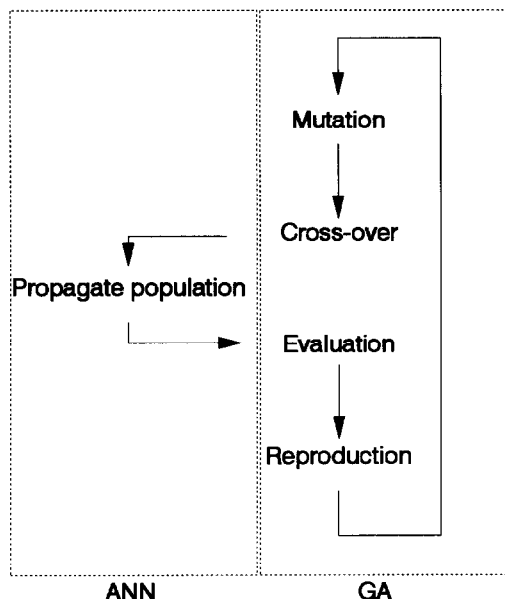 Mutation
Cross-over
Propagate population
Evaluation
Reproduction
ANN
GA